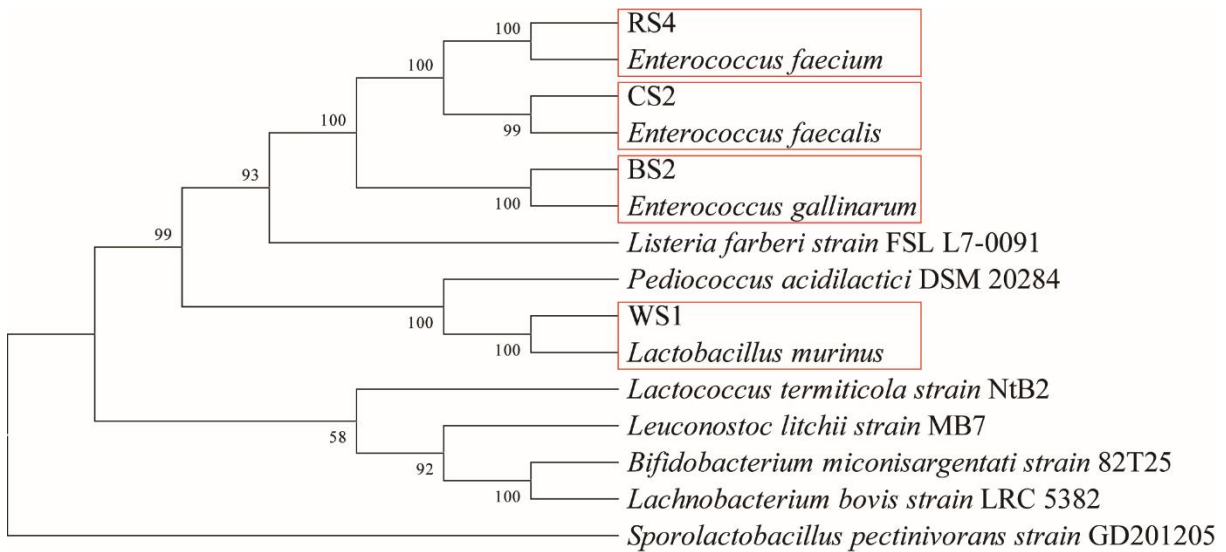 100
RS4
Enterococcus faecium
100
CS2
100
99
Enterococcus faecalis
93
BS2
100
Enterococcus gallinarum
99
Listeria farberi strain FSL L7-0091
Pediococcus acidilactici DSM 20284
100
WS1
100
Lactobacillus murinus
Lactococcus termiticola strain NtB2
58
Leuconostoc litchii strain MB7
92
Bifidobacterium miconisargentati strain 82T25
100
Lachnobacterium bovis strain LRC 5382
Sporolactobacillus pectinivorans strain GD201205